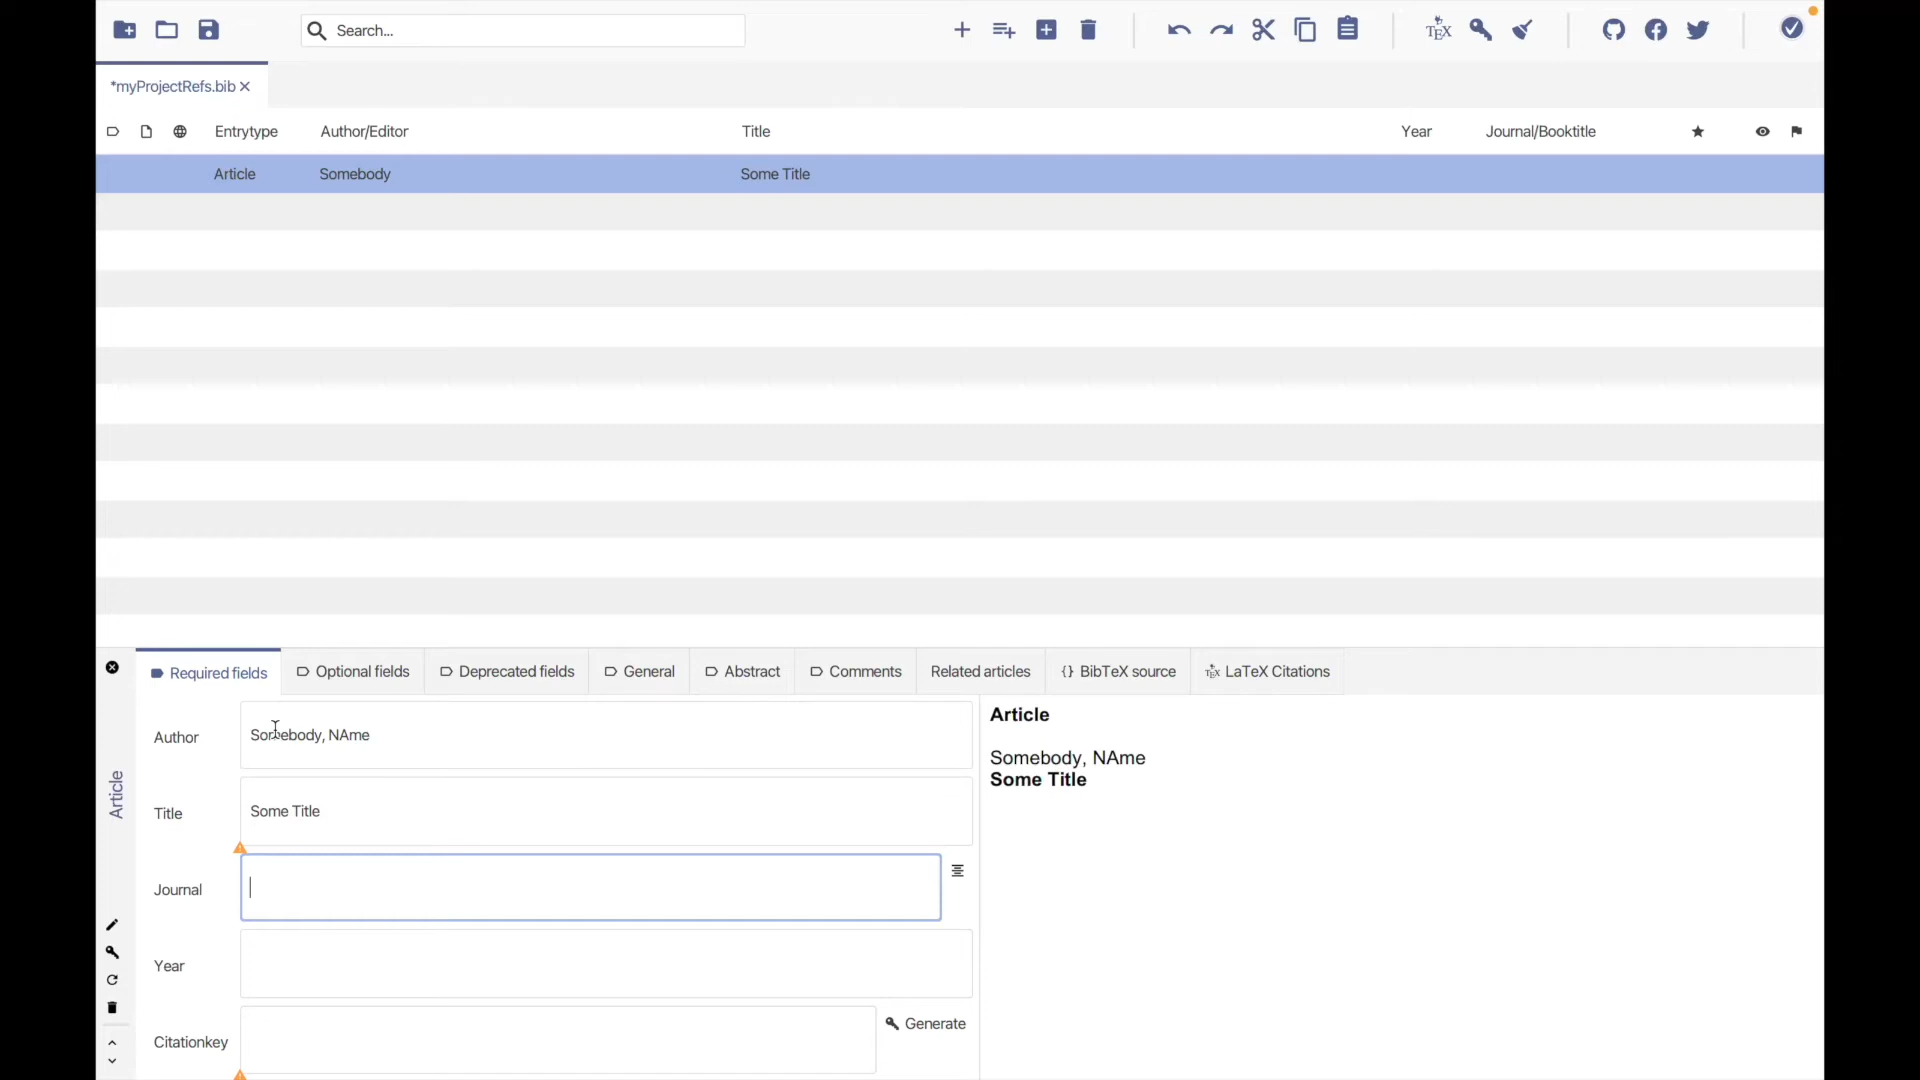 Search...
TEX
*myProjectRefs.bib
Entrytype Author/Editor Title Year Journal/Booktitle
Article Somebody Some Title
Required fields Optional fields Deprecated fields General Abstract Comments Related articles {} BibTeX source TEX LaTeX Citations
Article
Author Somebody, NAme
Title Some Title
Journal
Year
Citationkey Generate
Article
Somebody, NAme
Some Title